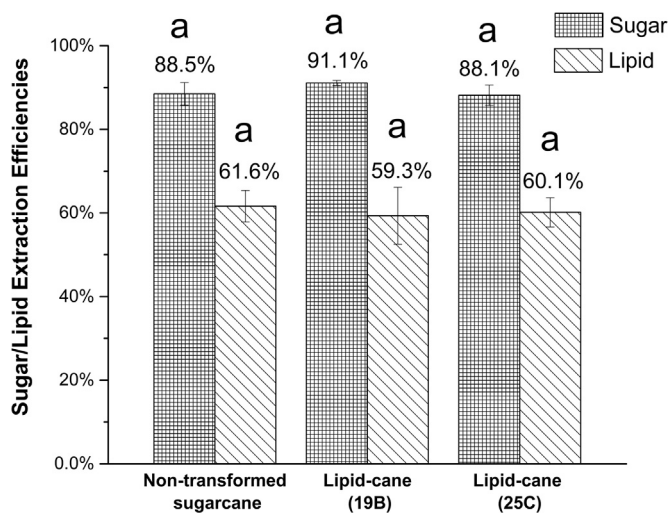 Sugar
Lipid
Sugar/Lipid Extraction Efficiencies
100%
80%
60%
40%
20%
0.0%
a
88.5%
a
61.6%
a
91.1%
a
59.3%
a
88.1%
a
60.1%
Non-transformed
sugarcane
Lipid-cane
(19B)
Lipid-cane
(25C)